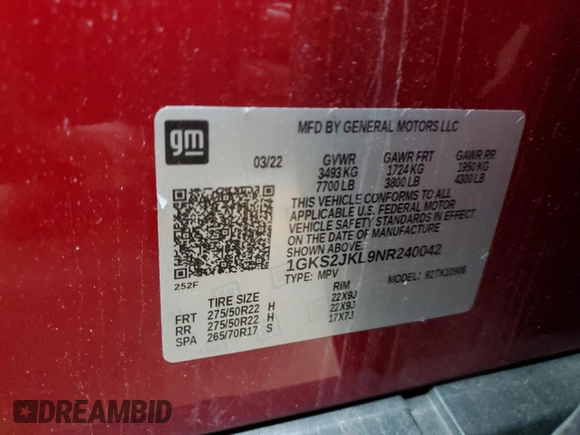 gm
MFD BY GENERAL MOTORS LLC
03/22
GVWR GAWR FRT GAWR RR
3493 KG 1724 KG 1950 KG
7700 LB 3800 LB 4300 LB
THIS VEHICLE CONFORMS TO ALL
APPLICABLE U.S. FEDERAL MOTOR
VEHICLE SAFETY STANDARDS IN
EFFECT ON THE DATE OF MANUFACTURE
SHOWN ABOVE.
1GKS2JKL9NR240042
TYPE: MPV MODEL: 92TK10906
252F
TIRE SIZE RIM
FRT 275/50R22 H 22X9J
RR 275/50R22 H 22X9J
SPA 265/70R17 S 17X7J
DREAMBID